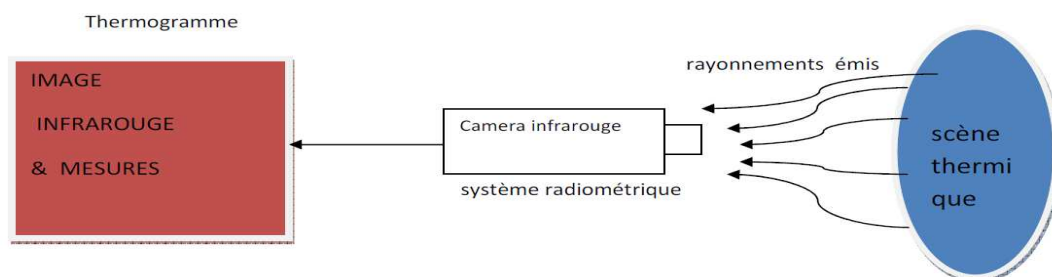 Thermogramme
IMAGE
INFRAROUGE
& MESURES
Camera infrarouge
système radiométrique
rayonnements émis
scène
thermi
que